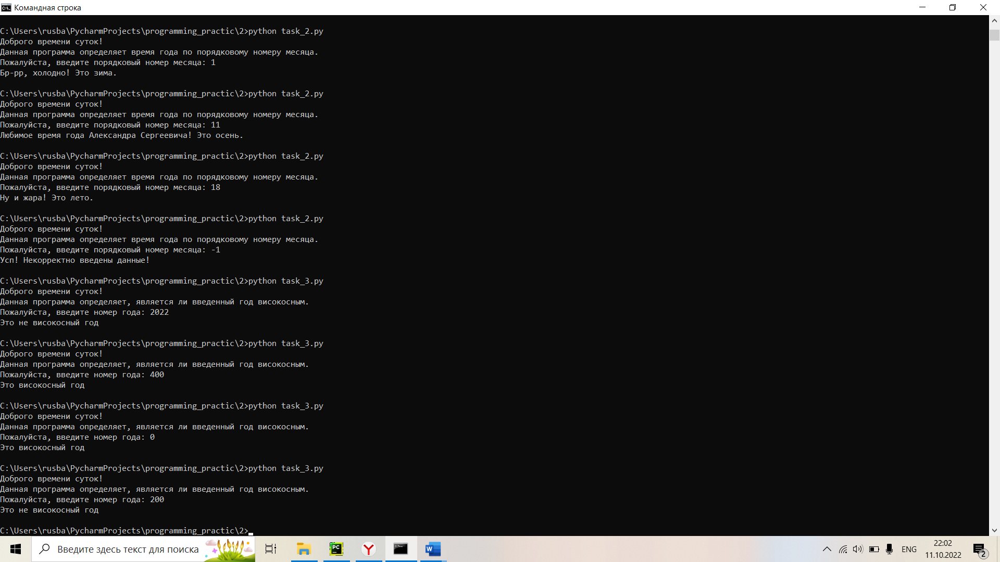 Командная строка
C:\Users\rusba\PycharmProjects\programming_practic\2>python task_2.py
Доброго времени суток!
Данная программа определяет время года по порядковому номеру месяца.
Пожалуйста, введите порядковый номер месяца: 1
Бр-рр, холодно! Это зима.
C:\Users\rusba\PycharmProjects\programming_practic\2>python task_2.py
Доброго времени суток!
Данная программа определяет время года по порядковому номеру месяца.
Пожалуйста, введите порядковый номер месяца: 11
Любимое время года Александра Сергеевича! Это осень.
C:\Users\rusba\PycharmProjects\programming_practic\2>python task_2.py
Доброго времени суток!
Данная программа определяет время года по порядковому номеру месяца.
Пожалуйста, введите порядковый номер месяца: 18
Ну и жара! Это лето.
C:\Users\rusba\PycharmProjects\programming_practic\2>python task_2.py
Доброго времени суток!
Данная программа определяет время года по порядковому номеру месяца.
Пожалуйста, введите порядковый номер месяца: -1
Усп! Некорректно введены данные!
C:\Users\rusba\PycharmProjects\programming_practic\2>python task_3.py
Доброго времени суток!
Данная программа определяет, является ли введенный год високосным.
Пожалуйста, введите номер года: 2022
Это не високосный год
C:\Users\rusba\PycharmProjects\programming_practic\2>python task_3.py
Доброго времени суток!
Данная программа определяет, является ли введенный год високосным.
Пожалуйста, введите номер года: 400
Это високосный год
C:\Users\rusba\PycharmProjects\programming_practic\2>python task_3.py
Доброго времени суток!
Данная программа определяет, является ли введенный год високосным.
Пожалуйста, введите номер года: 0
Это високосный год
C:\Users\rusba\PycharmProjects\programming_practic\2>python task_3.py
Доброго времени суток!
Данная программа определяет, является ли введенный год високосным.
Пожалуйста, введите номер года: 200
Это не високосный год
C:\Users\rusba\PycharmProjects\programming_practic\2>
Введите здесь текст для поиска
PC
Y
W
ENG
22:02
11.10.2022
2